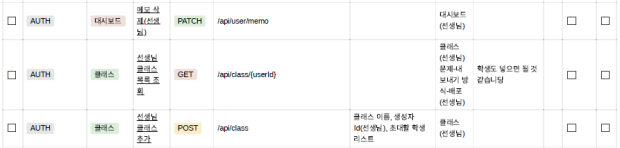 AUTH
대시보드
메모 삭
제(선생
님)
PATCH
/api/user/memo
대시보드
(선생님)
AUTH
클래스
선생님
클래스
목록 조
회
GET
/api/class/{userId}
클래스
(선생님)
문제-내
보내기 방
식-배포
(선생님)
학생도 넣으면 될 것
같습니당
AUTH
클래스
선생님
클래스
추가
POST
/api/class
클래스 이름, 생성자
Id(선생님), 초대할 학생
리스트
클래스
(선생님)